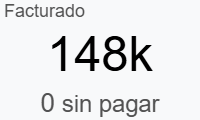 Facturado
148k
0 sin pagar